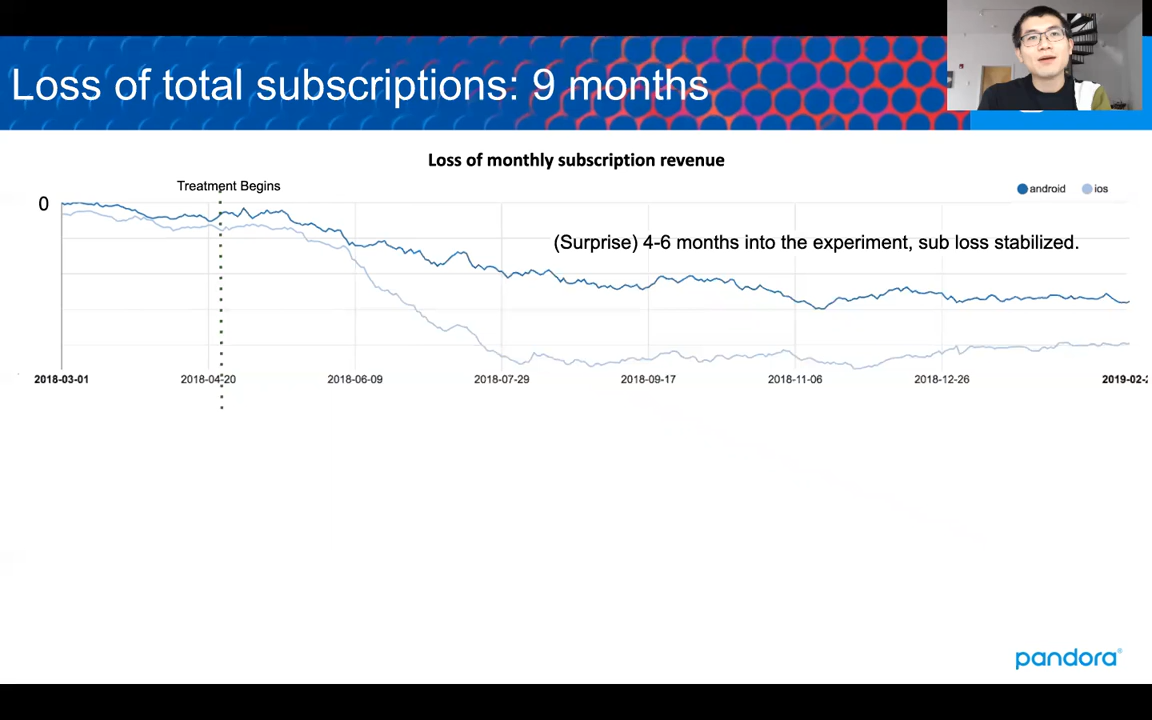 Loss of total subscriptions: 9 months
Loss of monthly subscription revenue
Treatment Begins
android ios
0
(Surprise) 4-6 months into the experiment, sub loss stabilized.
2018-03-01 2018-04-20 2018-06-09 2018-07-29 2018-09-17 2018-11-06 2018-12-26 2019-02-
pandora